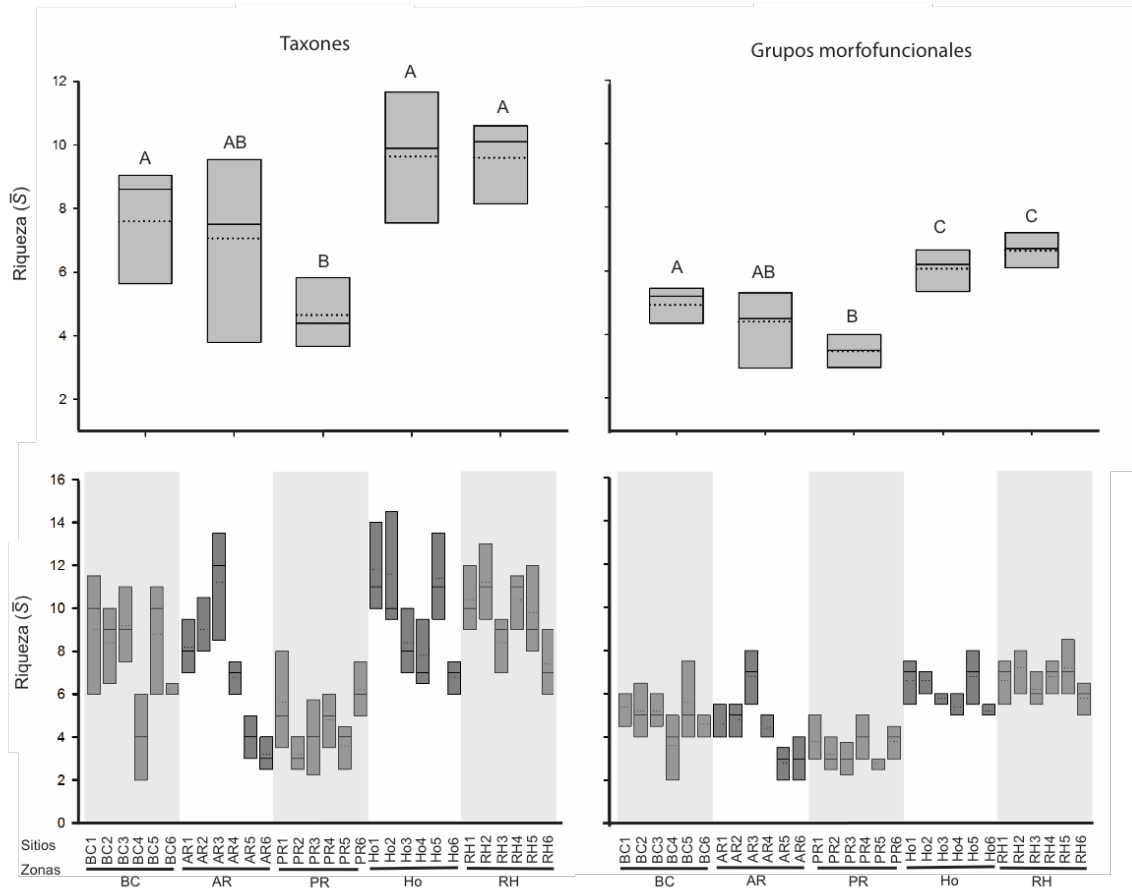 Taxones
Grupos morfofuncionales
12
10
8
6
4
2
Riqueza (S̅)
A
AB
B
A
A
A
AB
B
C
C
16
14
12
10
8
6
4
2
0
Riqueza (S̅)
Sitios
BC1 BC2 BC3 BC4 BC5 BC6 AR1 AR2 AR3 AR4 AR5 AR6 PR1 PR2 PR3 PR4 PR5 PR6 Ho1 Ho2 Ho3 Ho4 Ho5 Ho6 RH1 RH2 RH3 RH4 RH5 RH6
BC1 BC2 BC3 BC4 BC5 BC6 AR1 AR2 AR3 AR4 AR5 AR6 PR1 PR2 PR3 PR4 PR5 PR6 Ho1 Ho2 Ho3 Ho4 Ho5 Ho6 RH1 RH2 RH3 RH4 RH5 RH6
Zonas
BC AR PR Ho RH
BC AR PR Ho RH